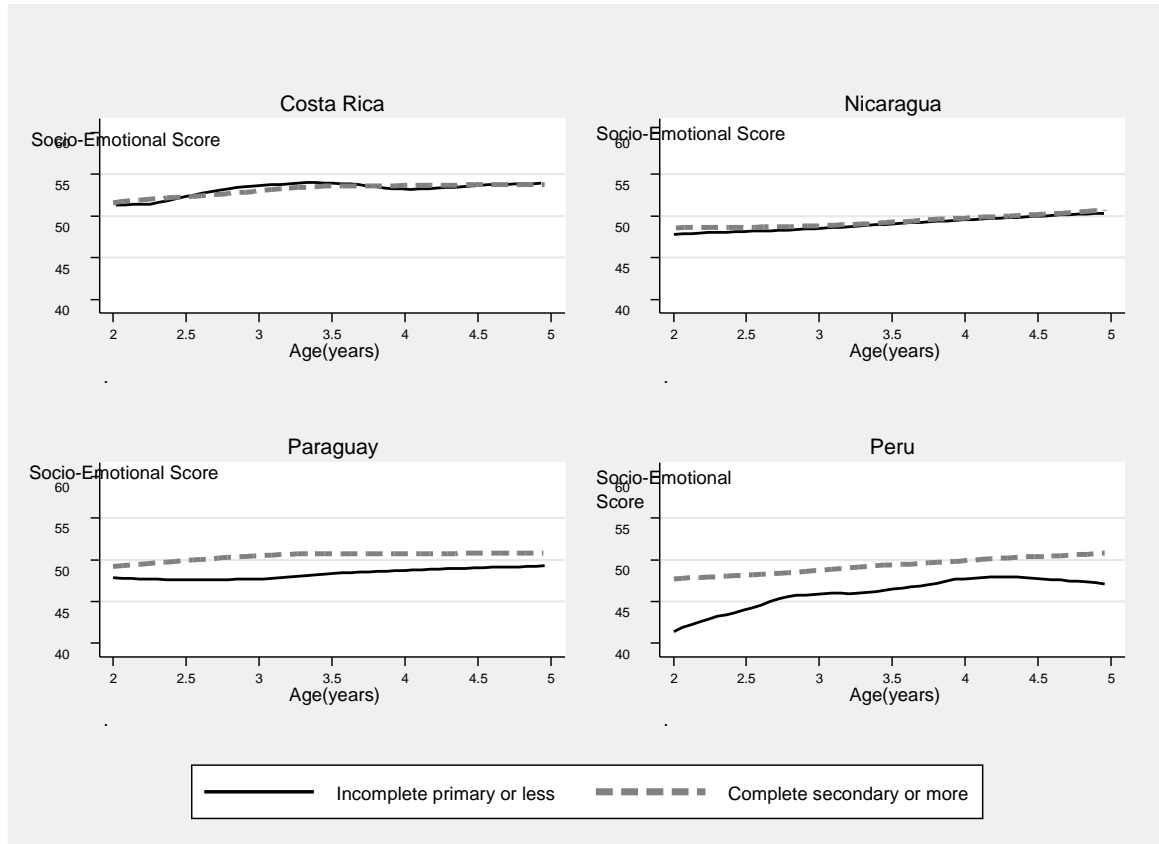 Costa Rica
Socio-Emotional Score
60
55
50
45
40
2 2.5 3 3.5 4 4.5 5
Age(years)
.
Nicaragua
Socio-Emotional Score
60
55
50
45
40
2 2.5 3 3.5 4 4.5 5
Age(years)
.
Paraguay
Socio-Emotional Score
60
55
50
45
40
2 2.5 3 3.5 4 4.5 5
Age(years)
.
Peru
Socio-Emotional
Score
60
55
50
45
40
2 2.5 3 3.5 4 4.5 5
Age(years)
.
Incomplete primary or less
Complete secondary or more